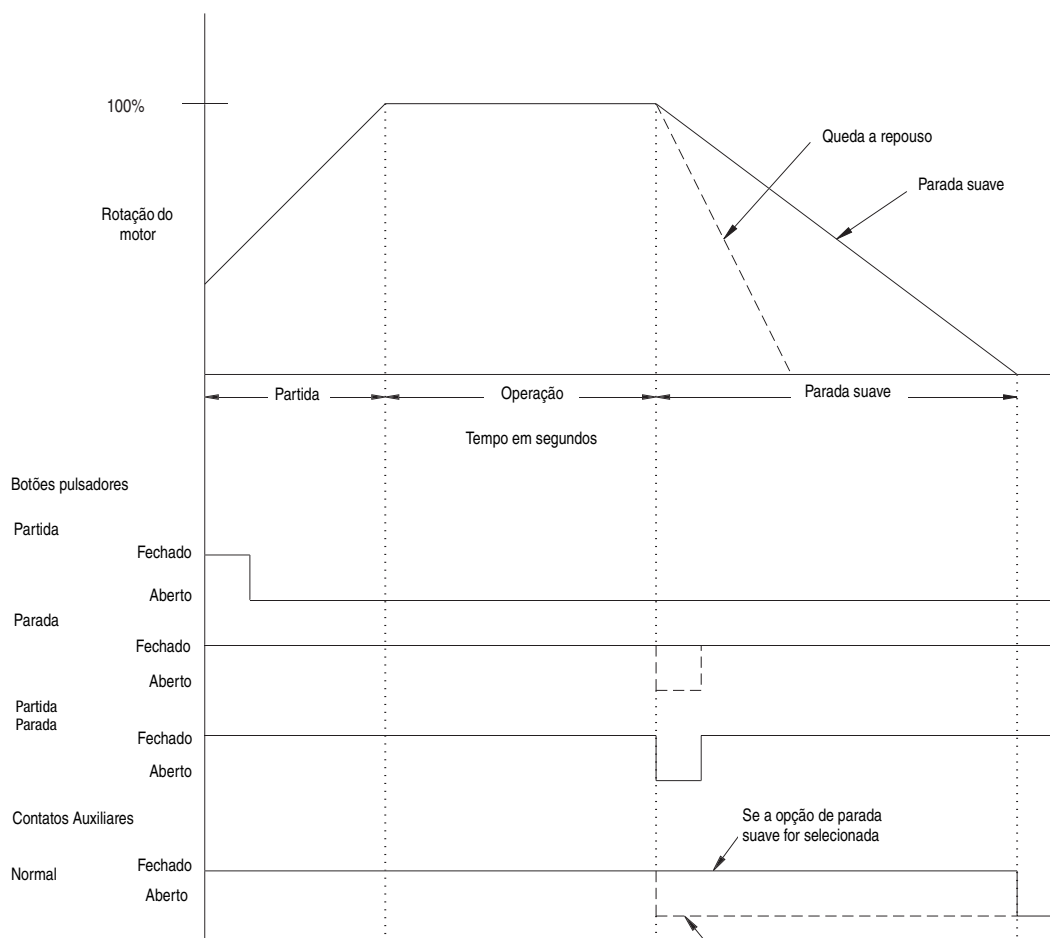 100%
Queda a repouso
Parada suave
Rotação do
motor
Partida
Operação
Parada suave
Tempo em segundos
Botões pulsadores
Partida
Fechado
Aberto
Parada
Fechado
Aberto
Partida
Parada
Fechado
Aberto
Contatos Auxiliares
Se a opção de parada
suave for selecionada
Normal
Fechado
Aberto